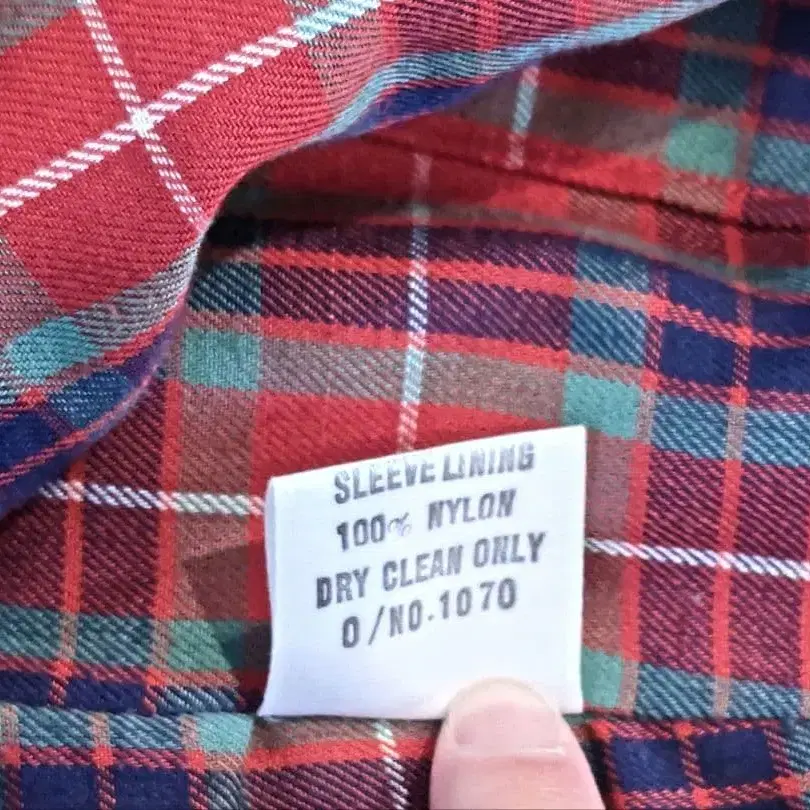 SLEEVE LINING
100% NYLON
DRY CLEAN ONLY
O/NO.1070